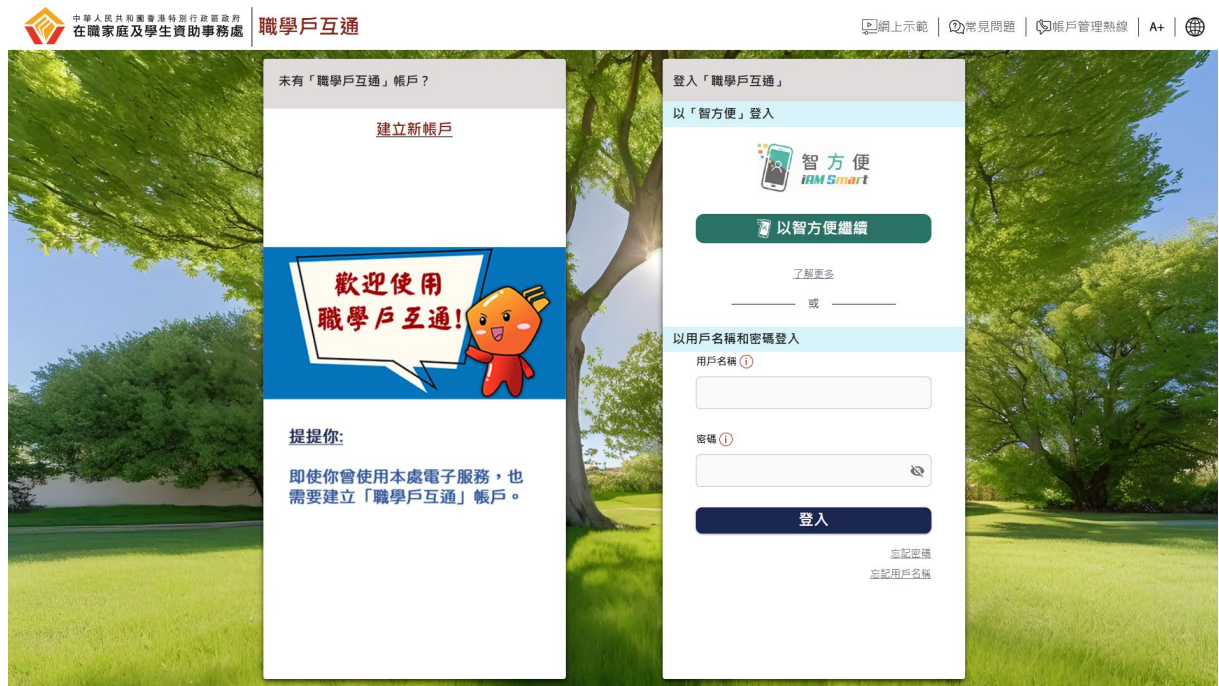 中華人民共和國香港特別行政區政府
在職家庭及學生資助事務處
職學戶互通
網上示範
常見問題
帳戶管理熱線
A+
未有「職學戶互通」帳戶？
建立新帳戶
歡迎使用
職學戶互通!
提提你:
即使你曾使用本處電子服務，也
需要建立「職學戶互通」帳戶。
登入「職學戶互通」
以「智方便」登入
智方便
iAM Smart
以智方便繼續
了解更多
或
以用戶名稱和密碼登入
用戶名稱
密碼
登入
忘記密碼
忘記用戶名稱